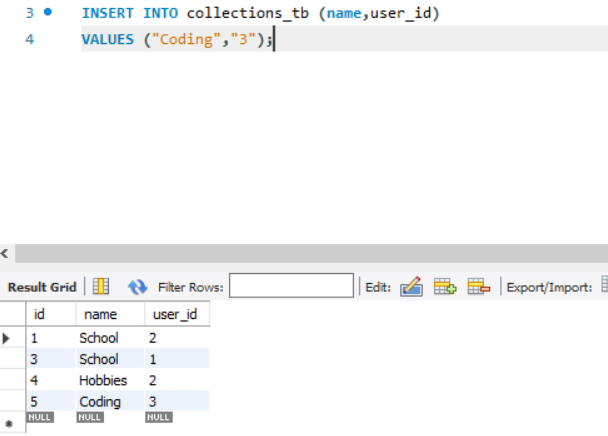 3 INSERT INTO collections_tb (name,user_id)
4 VALUES ("Coding","3");
Result Grid Filter Rows: Edit: Export/Import:
id name user_id
1 School 2
3 School 1
4 Hobbies 2
5 Coding 3
NULL NULL NULL